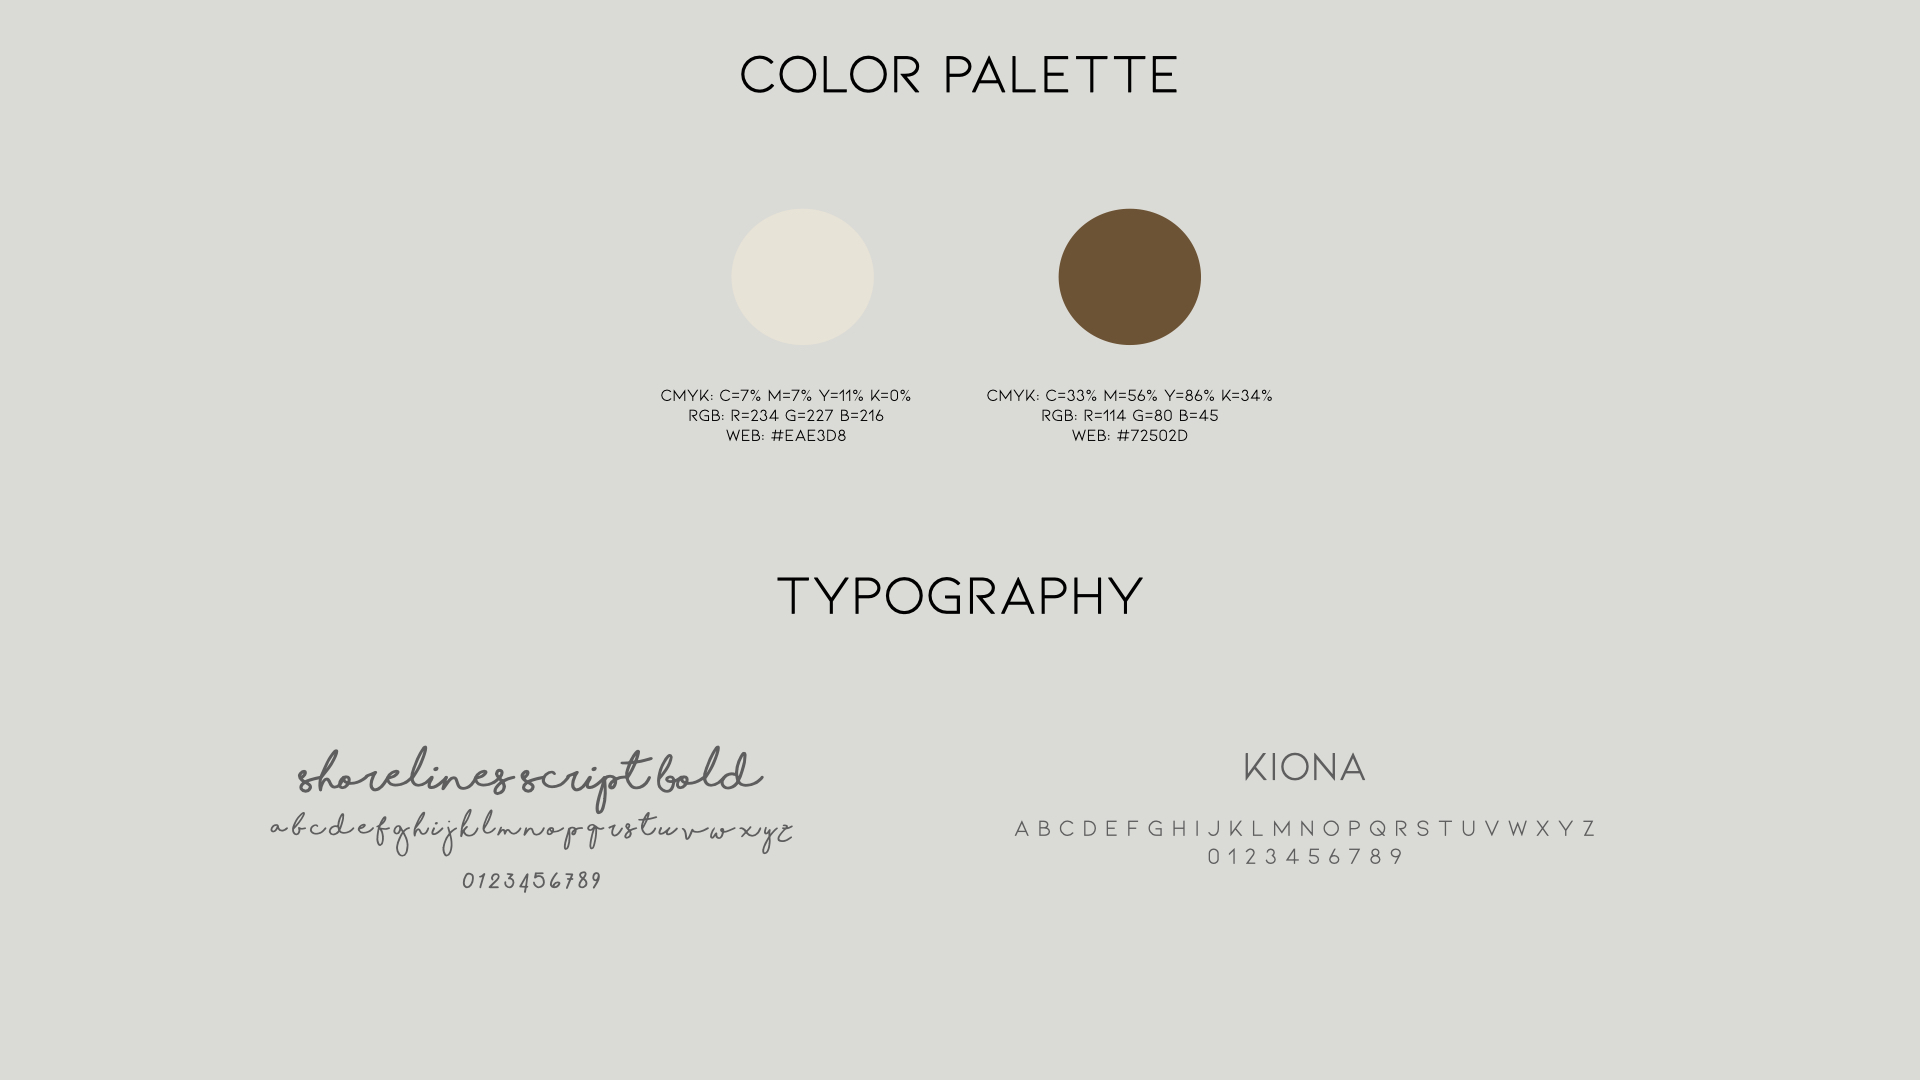 COLOR PALETTE
CMYK: C=7% M=7% Y=11% K=0%
RGB: R=234 G=227 B=216
WEB: #EAE3D8
CMYK: C=33% M=56% Y=86% K=34%
RGB: R=114 G=80 B=45
WEB: #72502D
TYPOGRAPHY
shorelines script bold
abcdefghijklmnopqrstuvwxyz
0123456789
KIONA
A B C D E F G H I J K L M N O P Q R S T U V W X Y Z
0 1 2 3 4 5 6 7 8 9